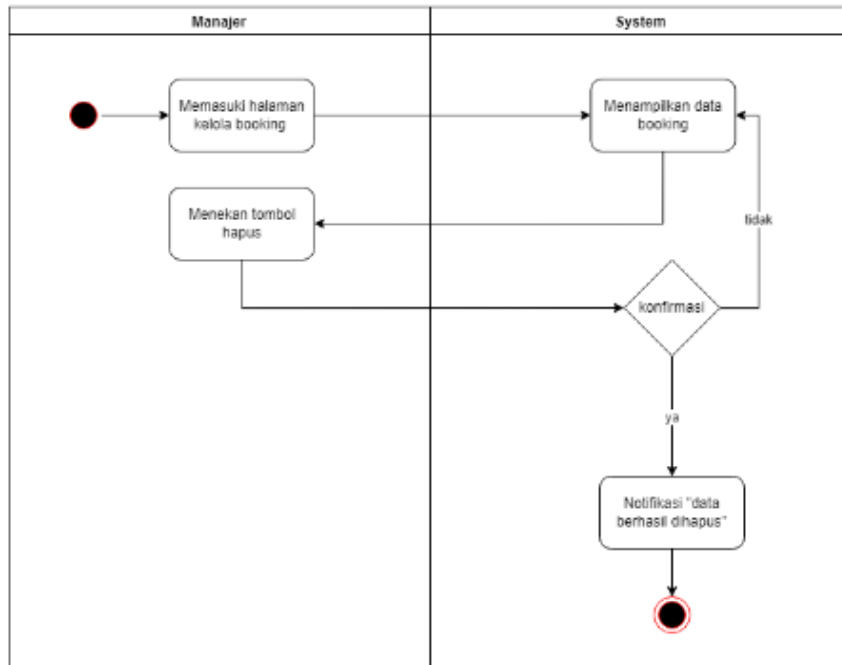 Manajer
System
Memasuki halaman
kelola booking
Menampilkan data
booking
Menekan tombol
hapus
tidak
konfirmasi
ya
Notifikasi "data
berhasil dihapus"